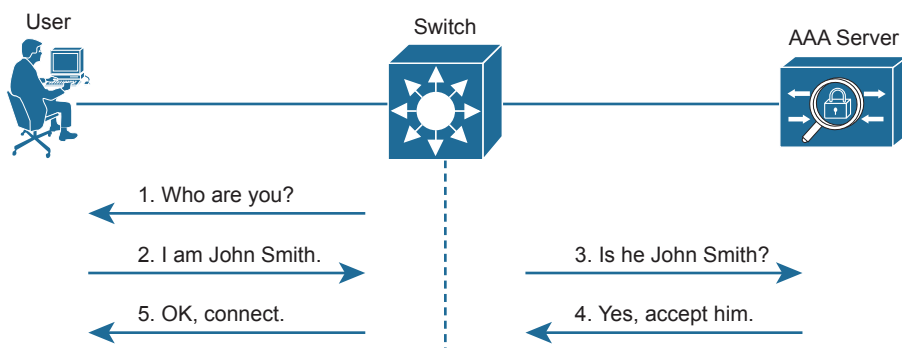 User
Switch
AAA Server
1. Who are you?
2. I am John Smith.
3. Is he John Smith?
5. OK, connect.
4. Yes, accept him.